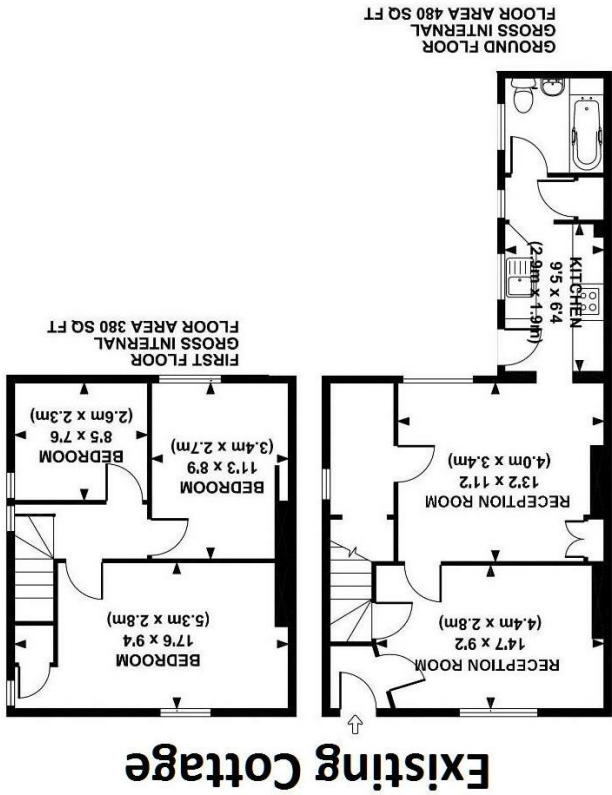 Existing Cottage
RECEPTION ROOM
14'7 x 9'2
(4.4m x 2.8m)
RECEPTION ROOM
13'2 x 11'2
(4.0m x 3.4m)
KITCHEN
9'5 x 6'4
(2.9m x 1.9m)
GROUND FLOOR
GROSS INTERNAL
FLOOR AREA 480 SQ FT
BEDROOM
17'6 x 9'4
(5.3m x 2.8m)
BEDROOM
11'3 x 8'9
(3.4m x 2.7m)
BEDROOM
8'5 x 7'6
(2.6m x 2.3m)
FIRST FLOOR
GROSS INTERNAL
FLOOR AREA 380 SQ FT